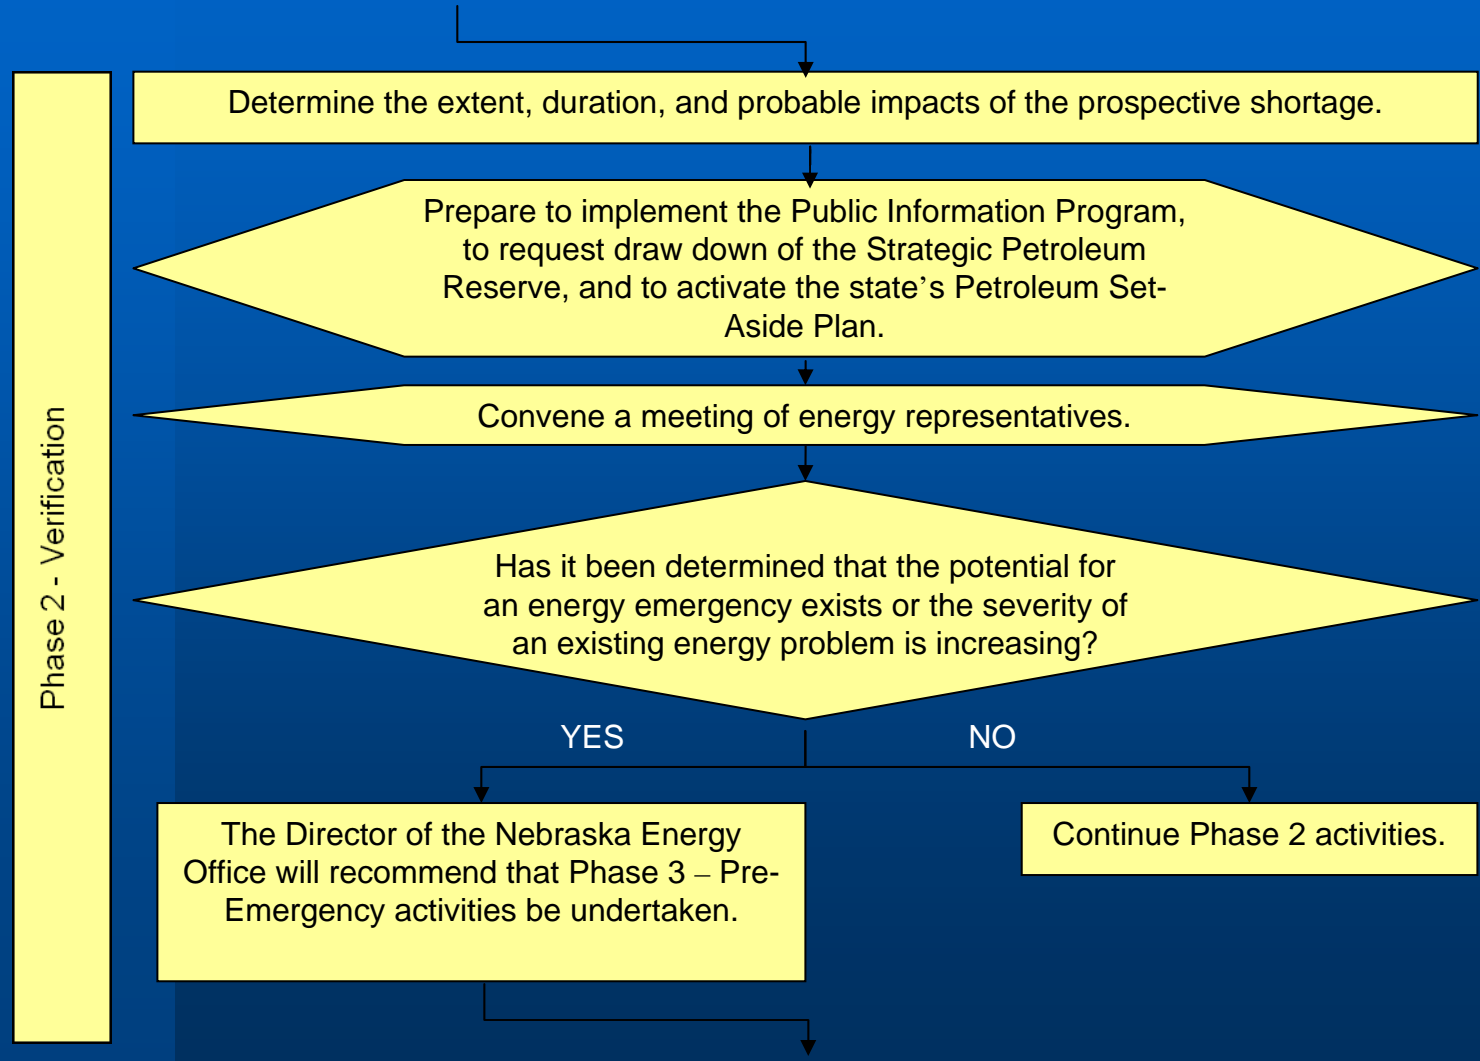 Phase 2 - Verification
Determine the extent, duration, and probable impacts of the prospective shortage.
Prepare to implement the Public Information Program,
to request draw down of the Strategic Petroleum
Reserve, and to activate the state’s Petroleum Set-
Aside Plan.
Convene a meeting of energy representatives.
Has it been determined that the potential for
an energy emergency exists or the severity of
an existing energy problem is increasing?
YES
NO
The Director of the Nebraska Energy
Office will recommend that Phase 3 – Pre-
Emergency activities be undertaken.
Continue Phase 2 activities.